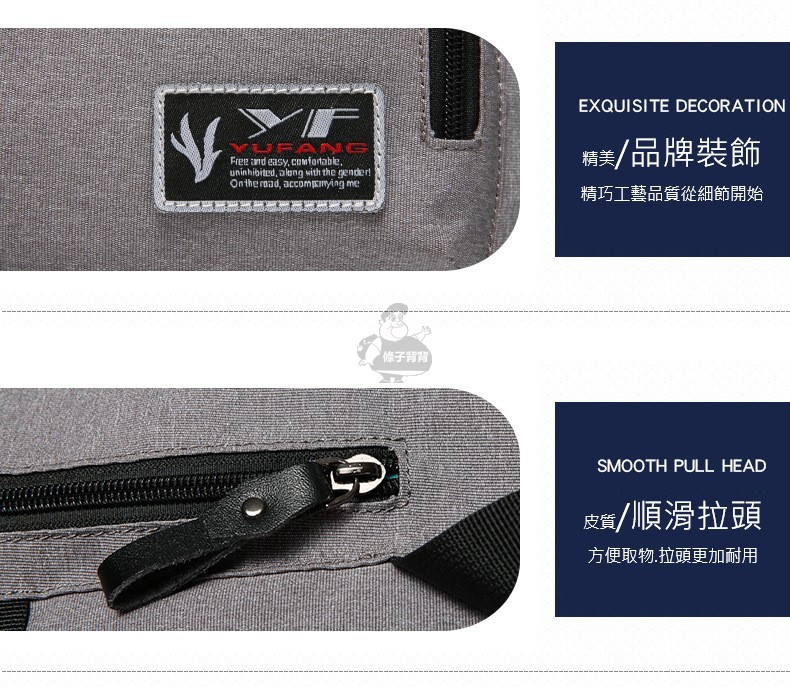 YF
YUFANG
Free and easy, comfortable,
uninhibited, along with the gender!
On the road, accompanying me
EXQUISITE DECORATION
精美/品牌裝飾
精巧工藝品質從細節開始
條子背背
SMOOTH PULL HEAD
皮質/順滑拉頭
方便取物.拉頭更加耐用